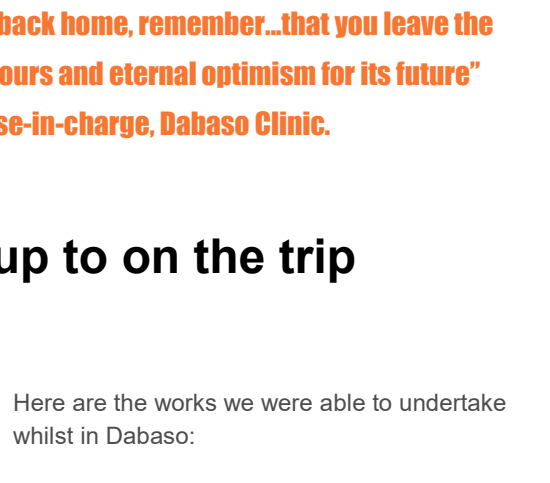 back home, remember...that you leave the
ours and eternal optimism for its future”
se-in-charge, Dabaso Clinic.
up to on the trip
Here are the works we were able to undertake
whilst in Dabaso: